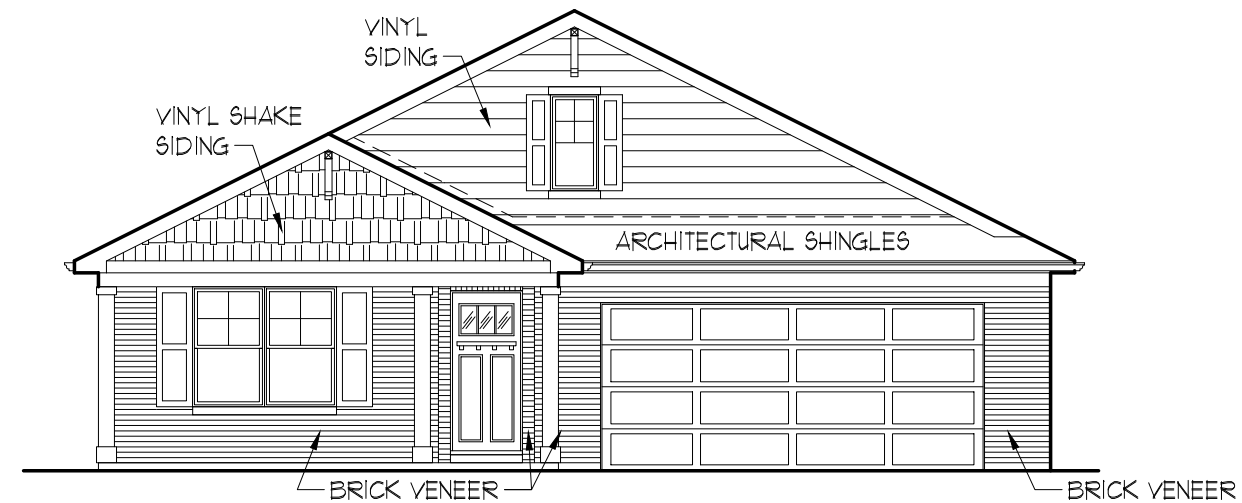 VINYL
SIDING
VINYL SHAKE
SIDING
ARCHITECTURAL SHINGLES
BRICK VENEER
BRICK VENEER